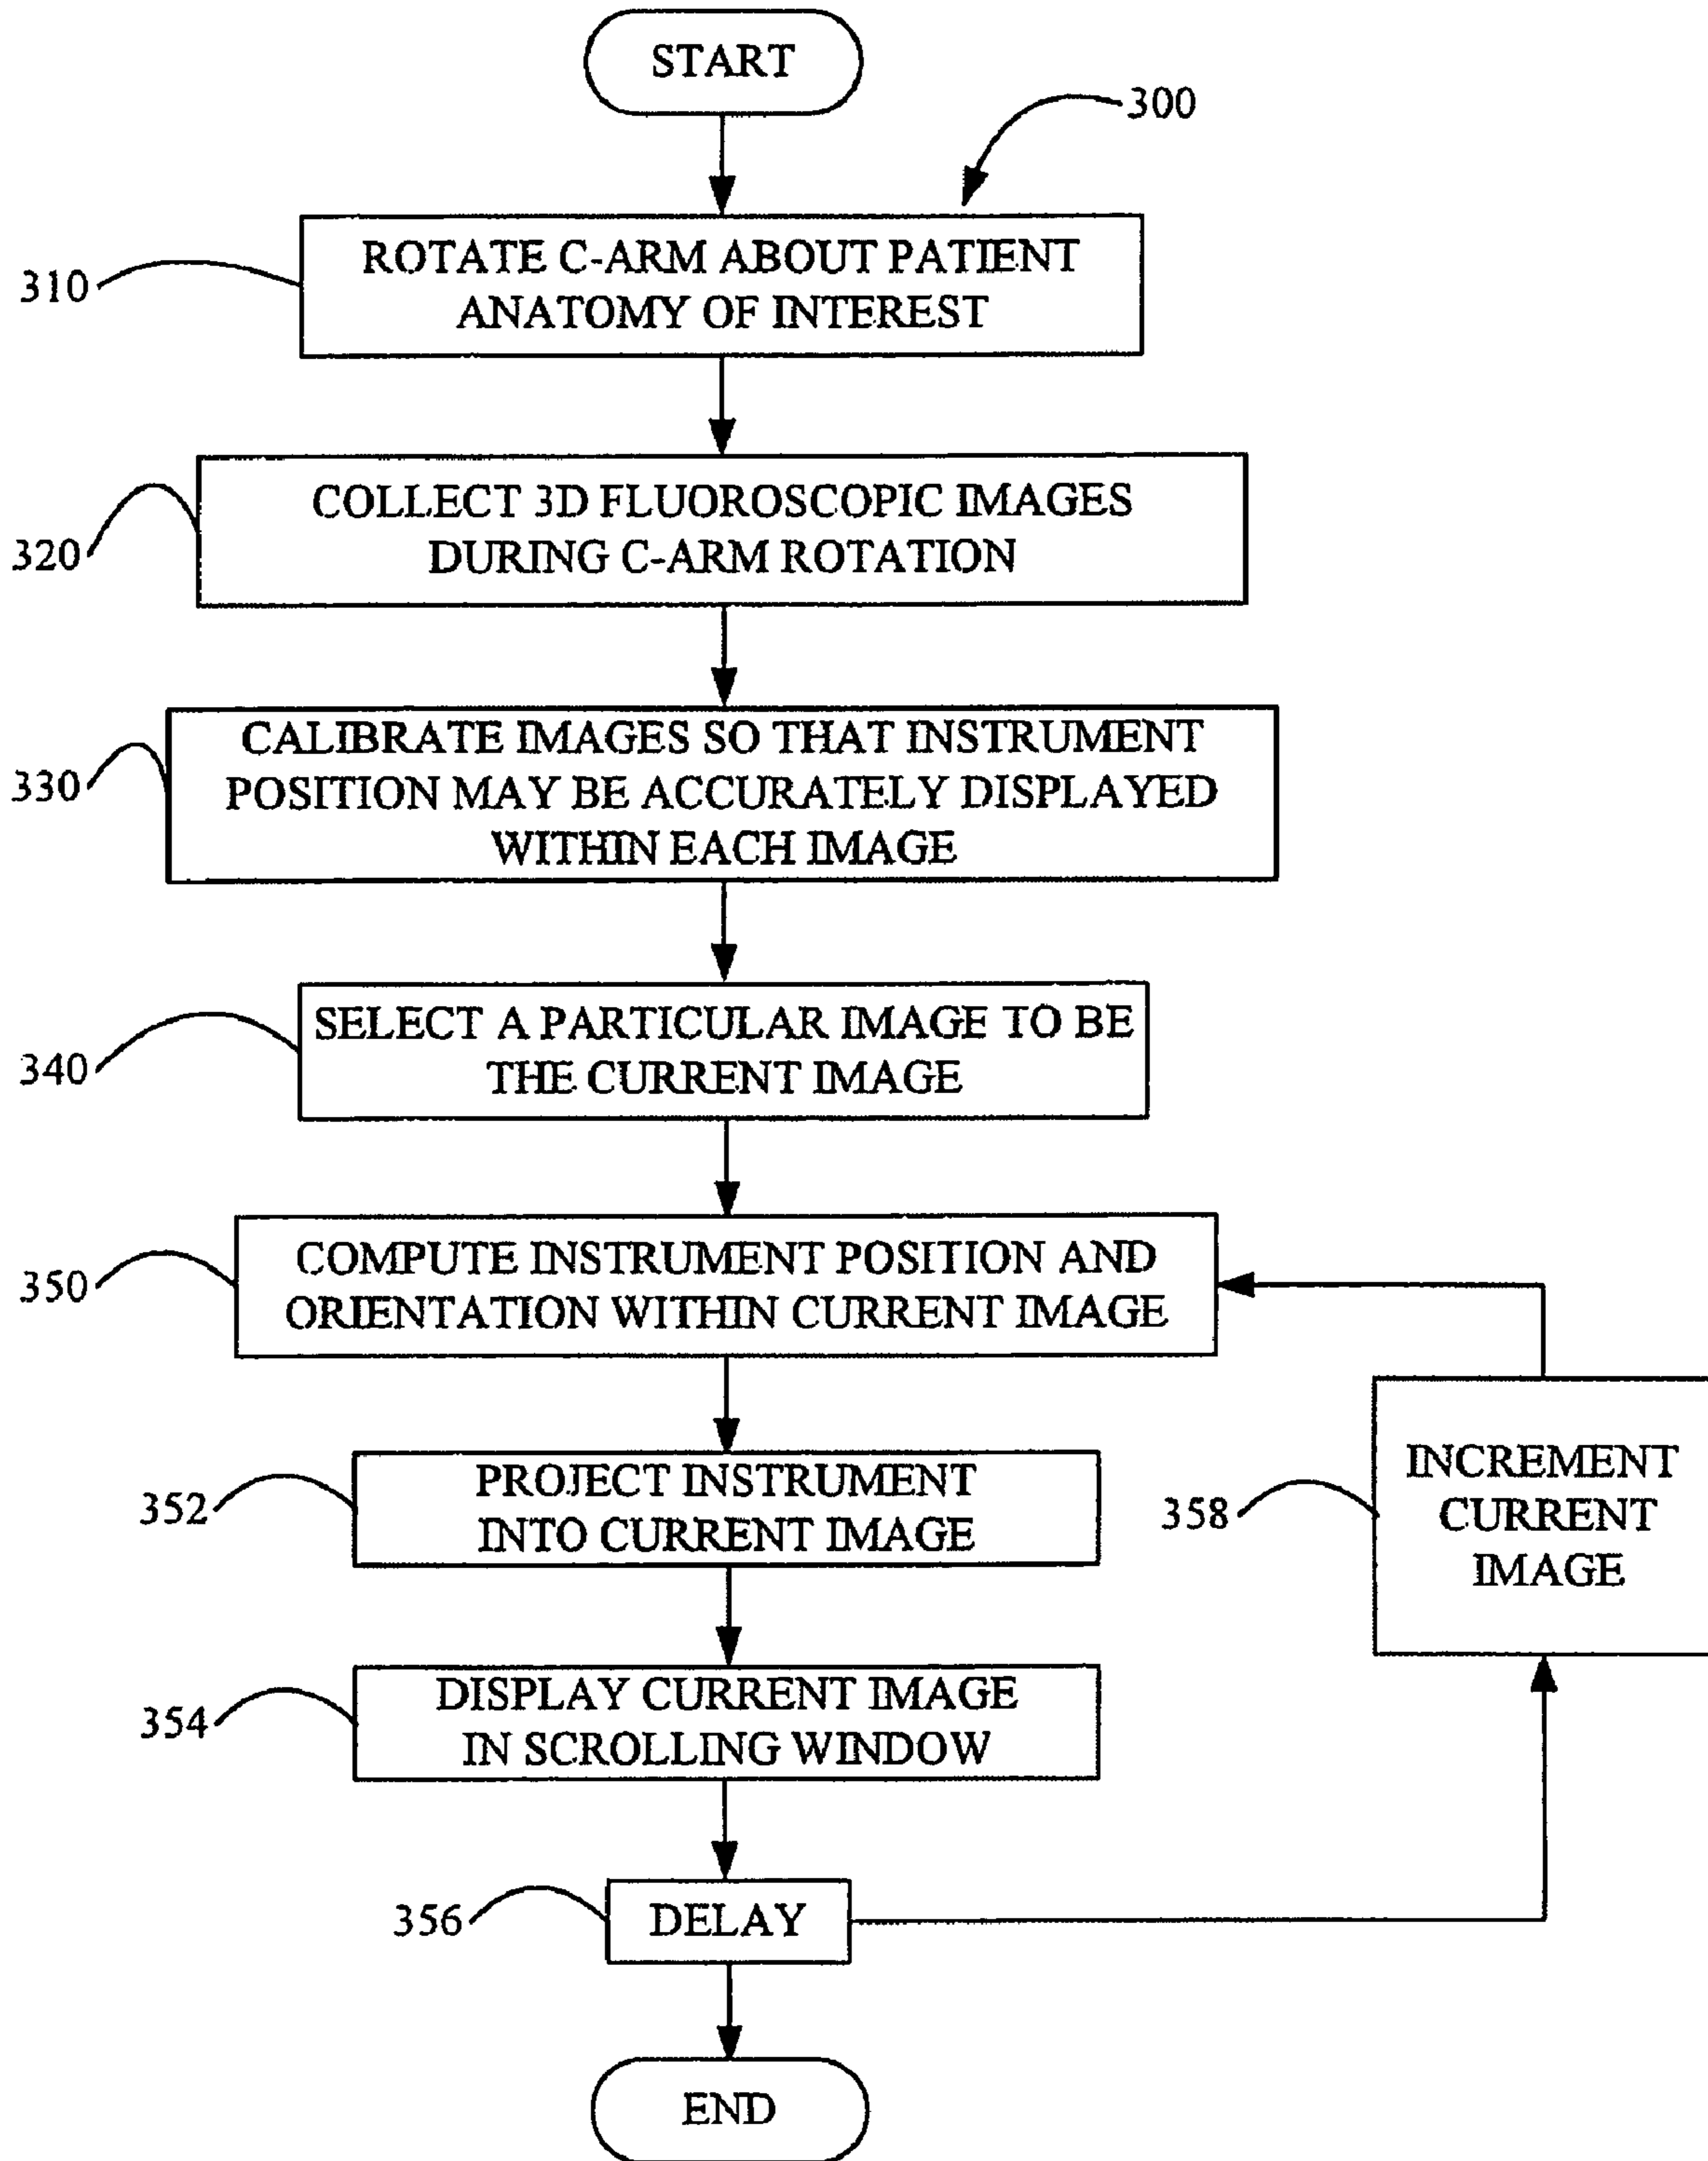 START
300
310
ROTATE C-ARM ABOUT PATIENT
ANATOMY OF INTEREST
320
COLLECT 3D FLUOROSCOPIC IMAGES
DURING C-ARM ROTATION
330
CALIBRATE IMAGES SO THAT INSTRUMENT
POSITION MAY BE ACCURATELY DISPLAYED
WITHIN EACH IMAGE
340
SELECT A PARTICULAR IMAGE TO BE
THE CURRENT IMAGE
350
COMPUTE INSTRUMENT POSITION AND
ORIENTATION WITHIN CURRENT IMAGE
352
PROJECT INSTRUMENT
INTO CURRENT IMAGE
358
INCREMENT
CURRENT
IMAGE
354
DISPLAY CURRENT IMAGE
IN SCROLLING WINDOW
356
DELAY
END